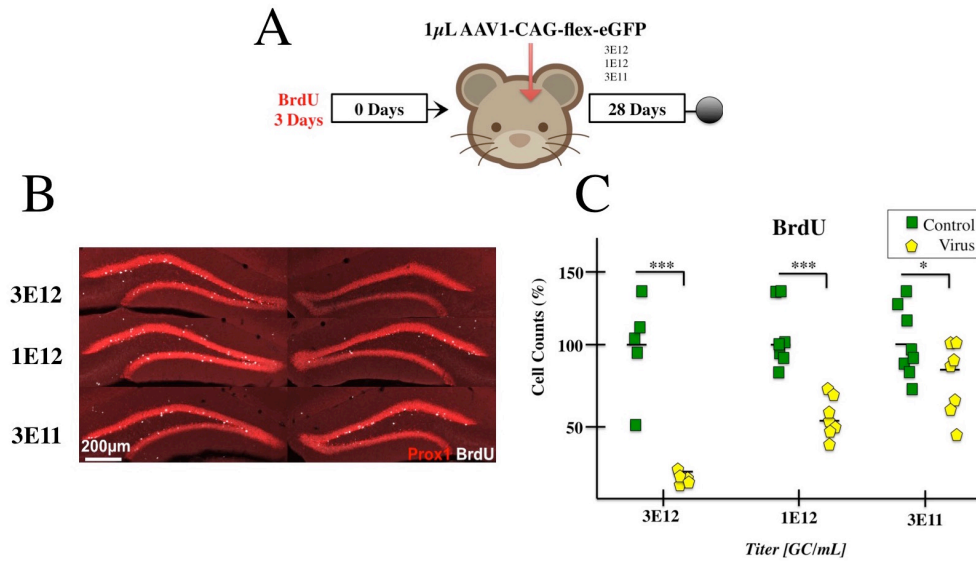 A
1µL AAV1-CAG-flex-eGFP
3E12
1E12
3E11
BrdU
3 Days
0 Days
28 Days
B
3E12
1E12
3E11
200µm
Prox1 BrdU
C
BrdU
Control
Virus
***
***
*
Cell Counts (%)
150
100
50
3E12
1E12
3E11
Titer [GC/mL]